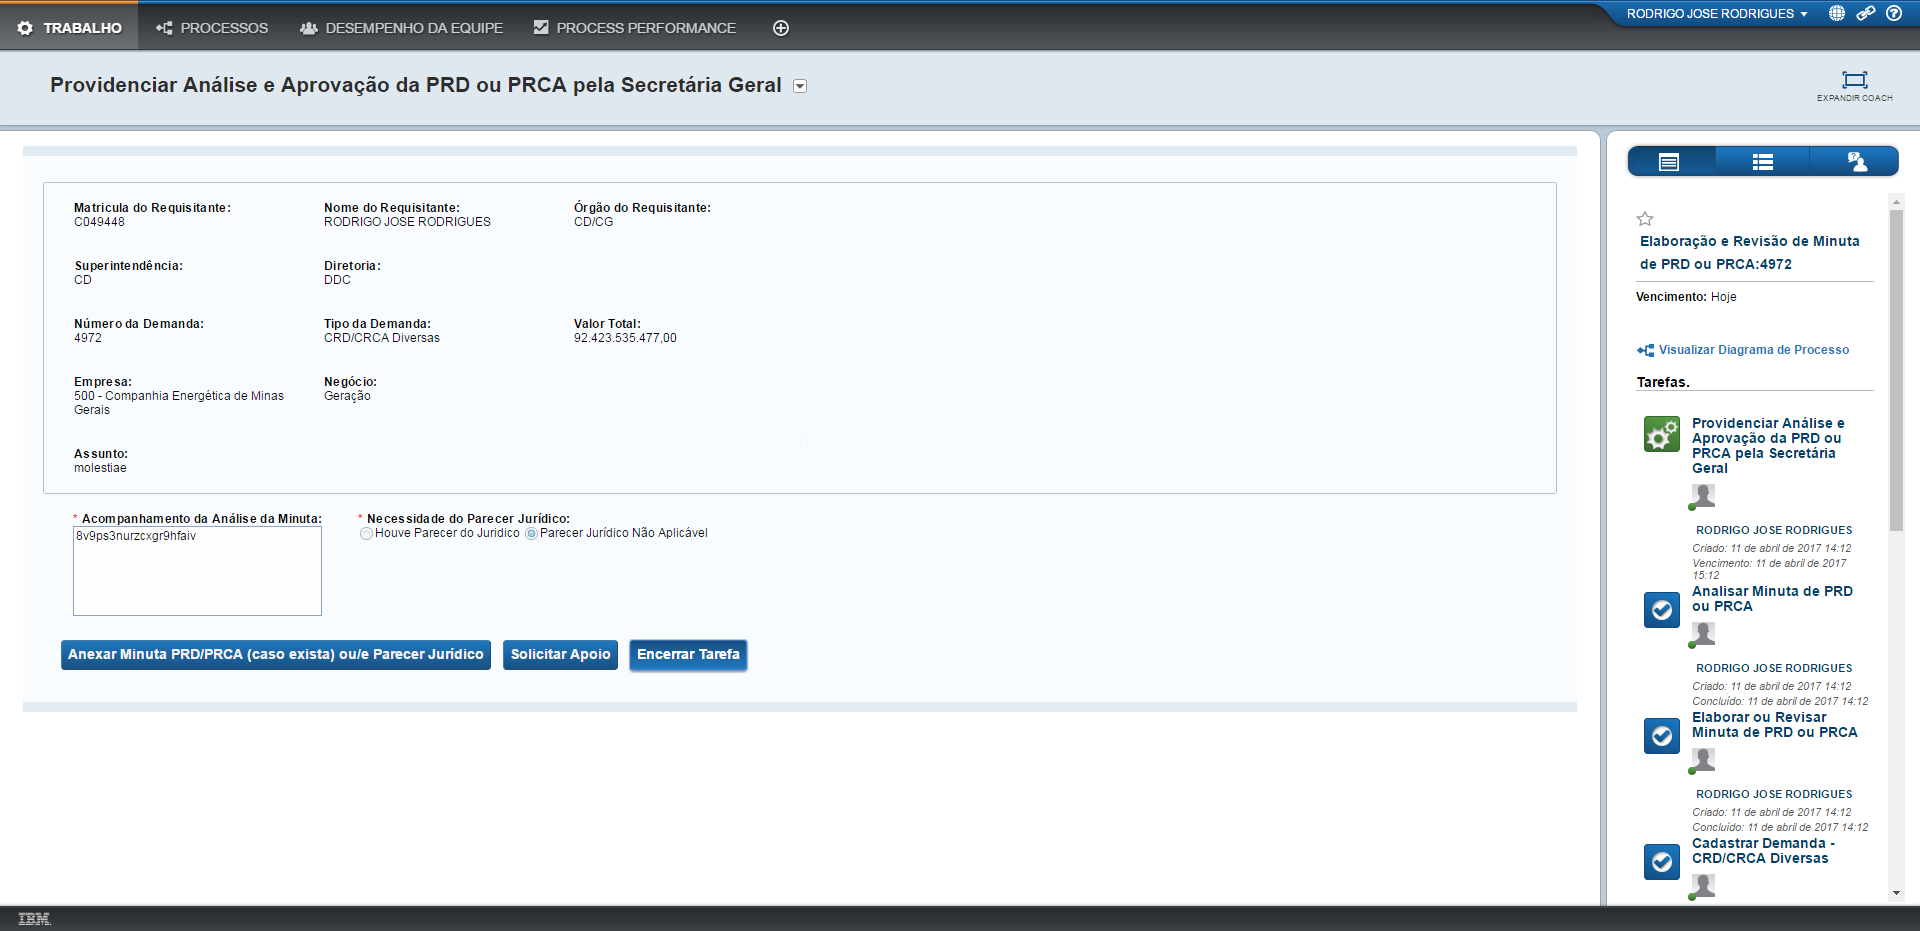 TRABALHO
PROCESSOS
DESEMPENHO DA EQUIPE
PROCESS PERFORMANCE
RODRIGO JOSE RODRIGUES
Providenciar Análise e Aprovação da PRD ou PRCA pela Secretária Geral
EXPANDIR COACH
Matricula do Requisitante:
C049448
Nome do Requisitante:
RODRIGO JOSE RODRIGUES
Órgão do Requisitante:
CD/CG
Superintendência:
CD
Diretoria:
DDC
Número da Demanda:
4972
Tipo da Demanda:
CRD/CRCA Diversas
Valor Total:
92.423.535.477,00
Empresa:
500 - Companhia Energética de Minas
Gerais
Negócio:
Geração
Assunto:
molestiae
* Acompanhamento da Análise da Minuta:
8v9ps3nurzcxgr9hfaiv
* Necessidade do Parecer Jurídico:
Houve Parecer do Juridico
Parecer Jurídico Não Aplicável
Anexar Minuta PRD/PRCA (caso exista) ou/e Parecer Jurídico
Solicitar Apoio
Encerrar Tarefa
Elaboração e Revisão de Minuta
de PRD ou PRCA:4972
Vencimento: Hoje
Visualizar Diagrama de Processo
Tarefas.
Providenciar Análise e
Aprovação da PRD ou
PRCA pela Secretária
Geral
RODRIGO JOSE RODRIGUES
Criado: 11 de abril de 2017 14:12
Vencimento: 11 de abril de 2017
15:12
Analisar Minuta de PRD
ou PRCA
RODRIGO JOSE RODRIGUES
Criado: 11 de abril de 2017 14:12
Concluído: 11 de abril de 2017 14:12
Elaborar ou Revisar
Minuta de PRD ou PRCA
RODRIGO JOSE RODRIGUES
Criado: 11 de abril de 2017 14:12
Concluído: 11 de abril de 2017 14:12
Cadastrar Demanda -
CRD/CRCA Diversas
IBM